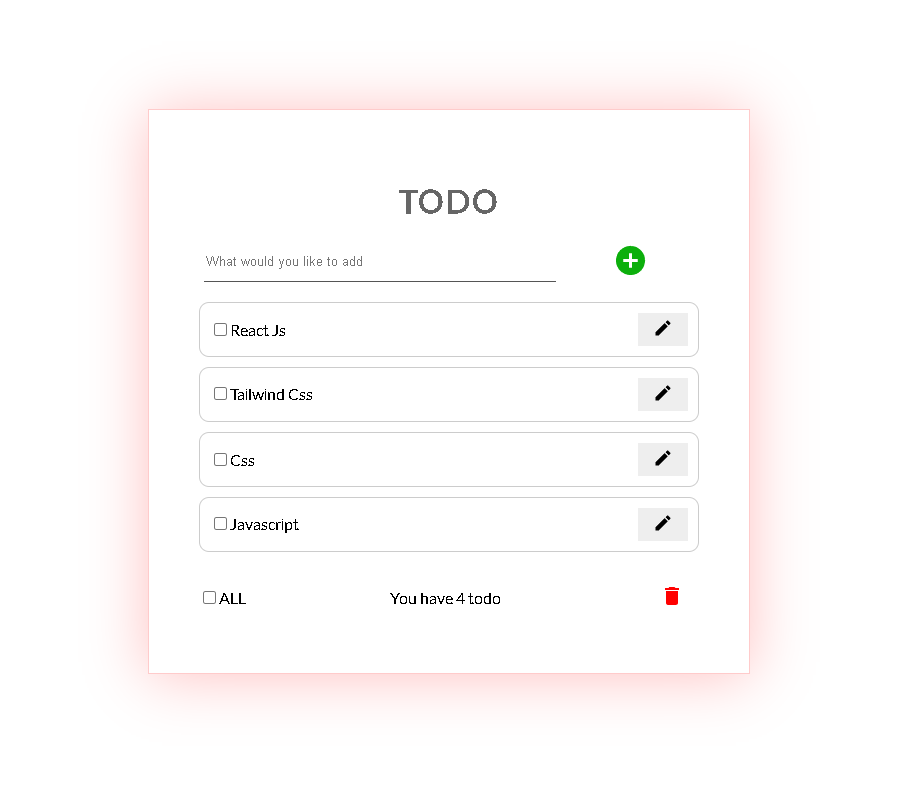 TODO
What would you like to add
React Js
Tailwind Css
Css
Javascript
ALL
You have 4 todo